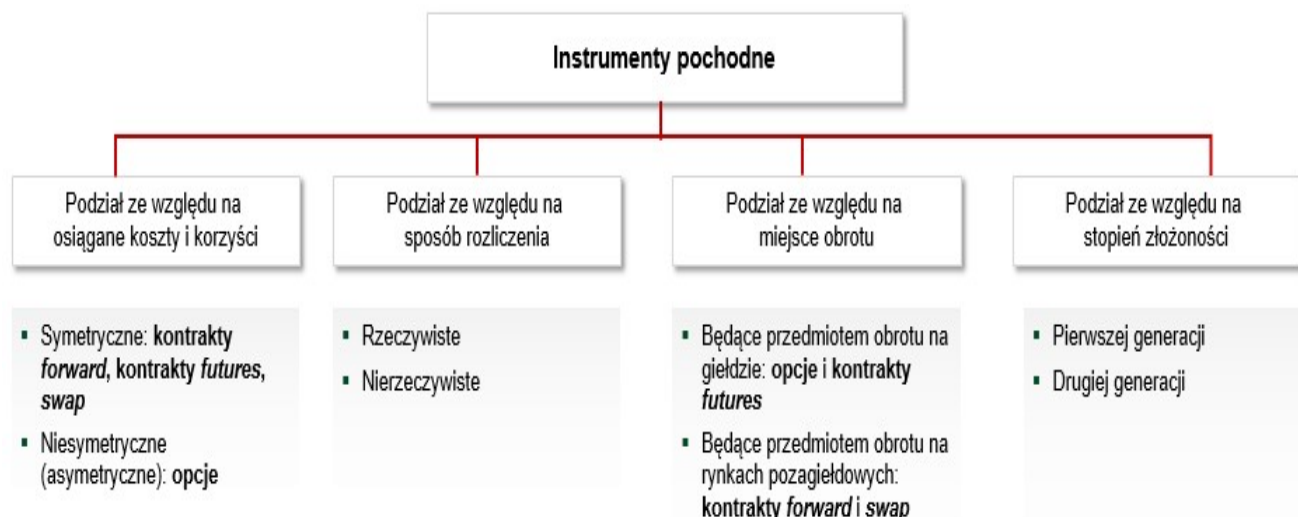 Instrumenty pochodne
Podział ze względu na
osiągane koszty i korzyści
Podział ze względu na
sposób rozliczenia
Podział ze względu na
miejsce obrotu
Podział ze względu na
stopień złożoności
▪ Symetryczne: kontrakty
forward, kontrakty futures,
swap
▪ Niesymetryczne
(asymetryczne): opcje
▪ Rzeczywiste
▪ Nierzeczywiste
▪ Będące przedmiotem obrotu na
giełdzie: opcje i kontrakty
futures
▪ Będące przedmiotem obrotu na
rynkach pozagiełdowych:
kontrakty forward i swap
▪ Pierwszej generacji
▪ Drugiej generacji